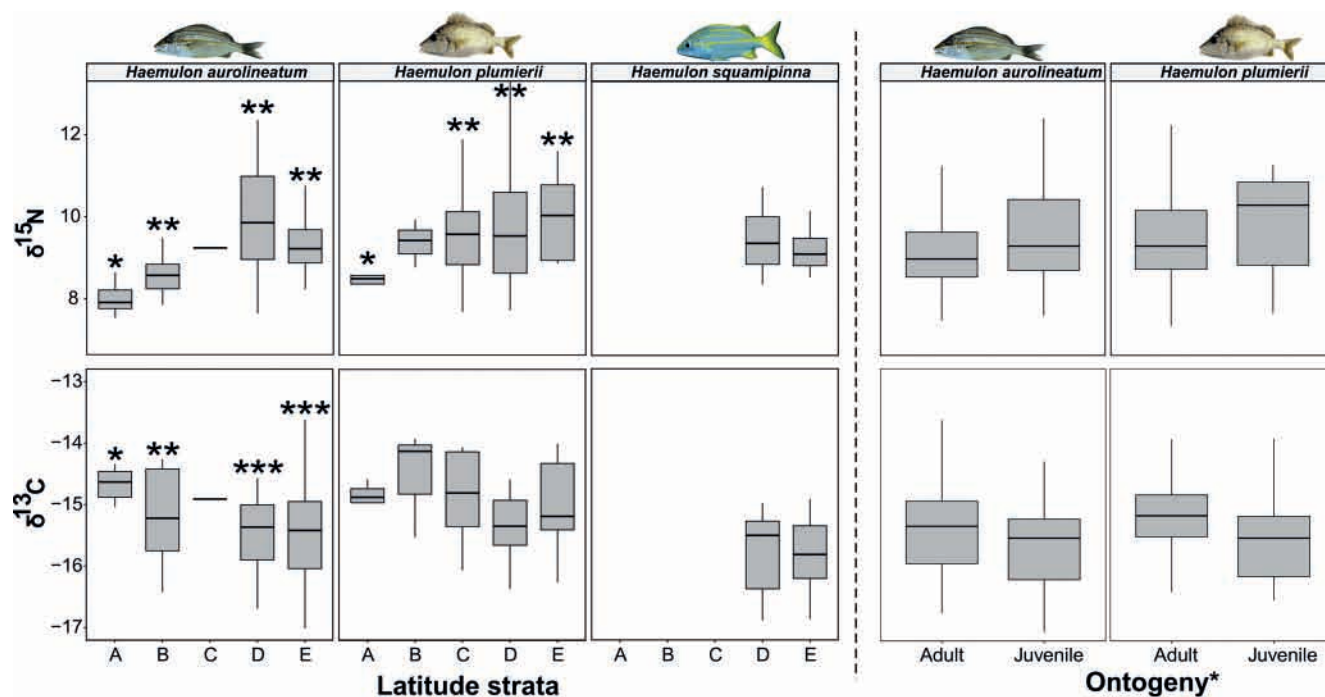 Haemulon aurolineatum Haemulon plumierii Haemulon squamipinna Haemulon aurolineatum Haemulon plumierii
δ15N
12
10
8
* ** ** **
* ** ** **
δ13C
−13
−14
−15
−16
−17
* ** *** ***
A B C D E A B C D E A B C D E Adult Juvenile Adult Juvenile
Latitude strata Ontogeny*